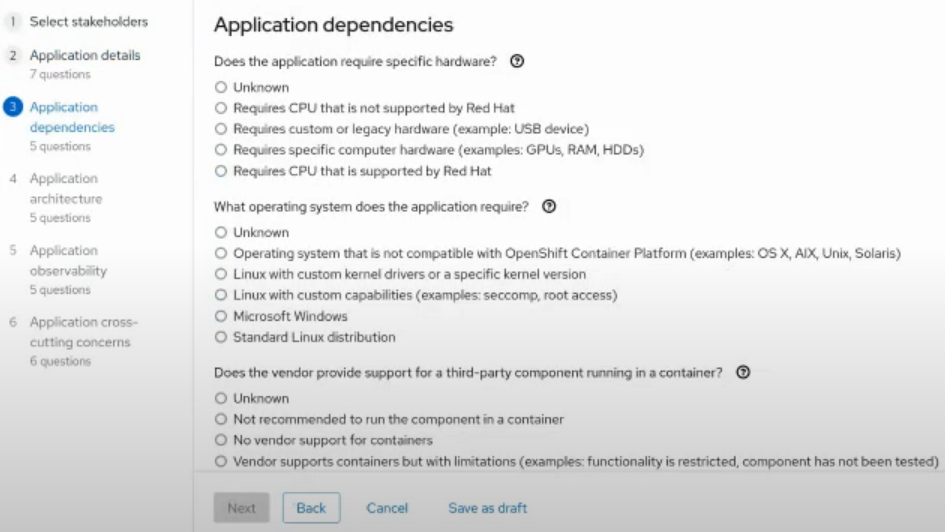 1 Select stakeholders
2 Application details
7 questions
3 Application
dependencies
5 questions
4 Application
architecture
5 questions
5 Application
observability
5 questions
6 Application cross-
cutting concerns
6 questions
Application dependencies
Does the application require specific hardware?
Unknown
Requires CPU that is not supported by Red Hat
Requires custom or legacy hardware (example: USB device)
Requires specific computer hardware (examples: GPUs, RAM, HDDs)
Requires CPU that is supported by Red Hat
What operating system does the application require?
Unknown
Operating system that is not compatible with OpenShift Container Platform (examples: OS X, AIX, Unix, Solaris)
Linux with custom kernel drivers or a specific kernel version
Linux with custom capabilities (examples: seccomp, root access)
Microsoft Windows
Standard Linux distribution
Does the vendor provide support for a third-party component running in a container?
Unknown
Not recommended to run the component in a container
No vendor support for containers
Vendor supports containers but with limitations (examples: functionality is restricted, component has not been tested)
Next Back Cancel Save as draft